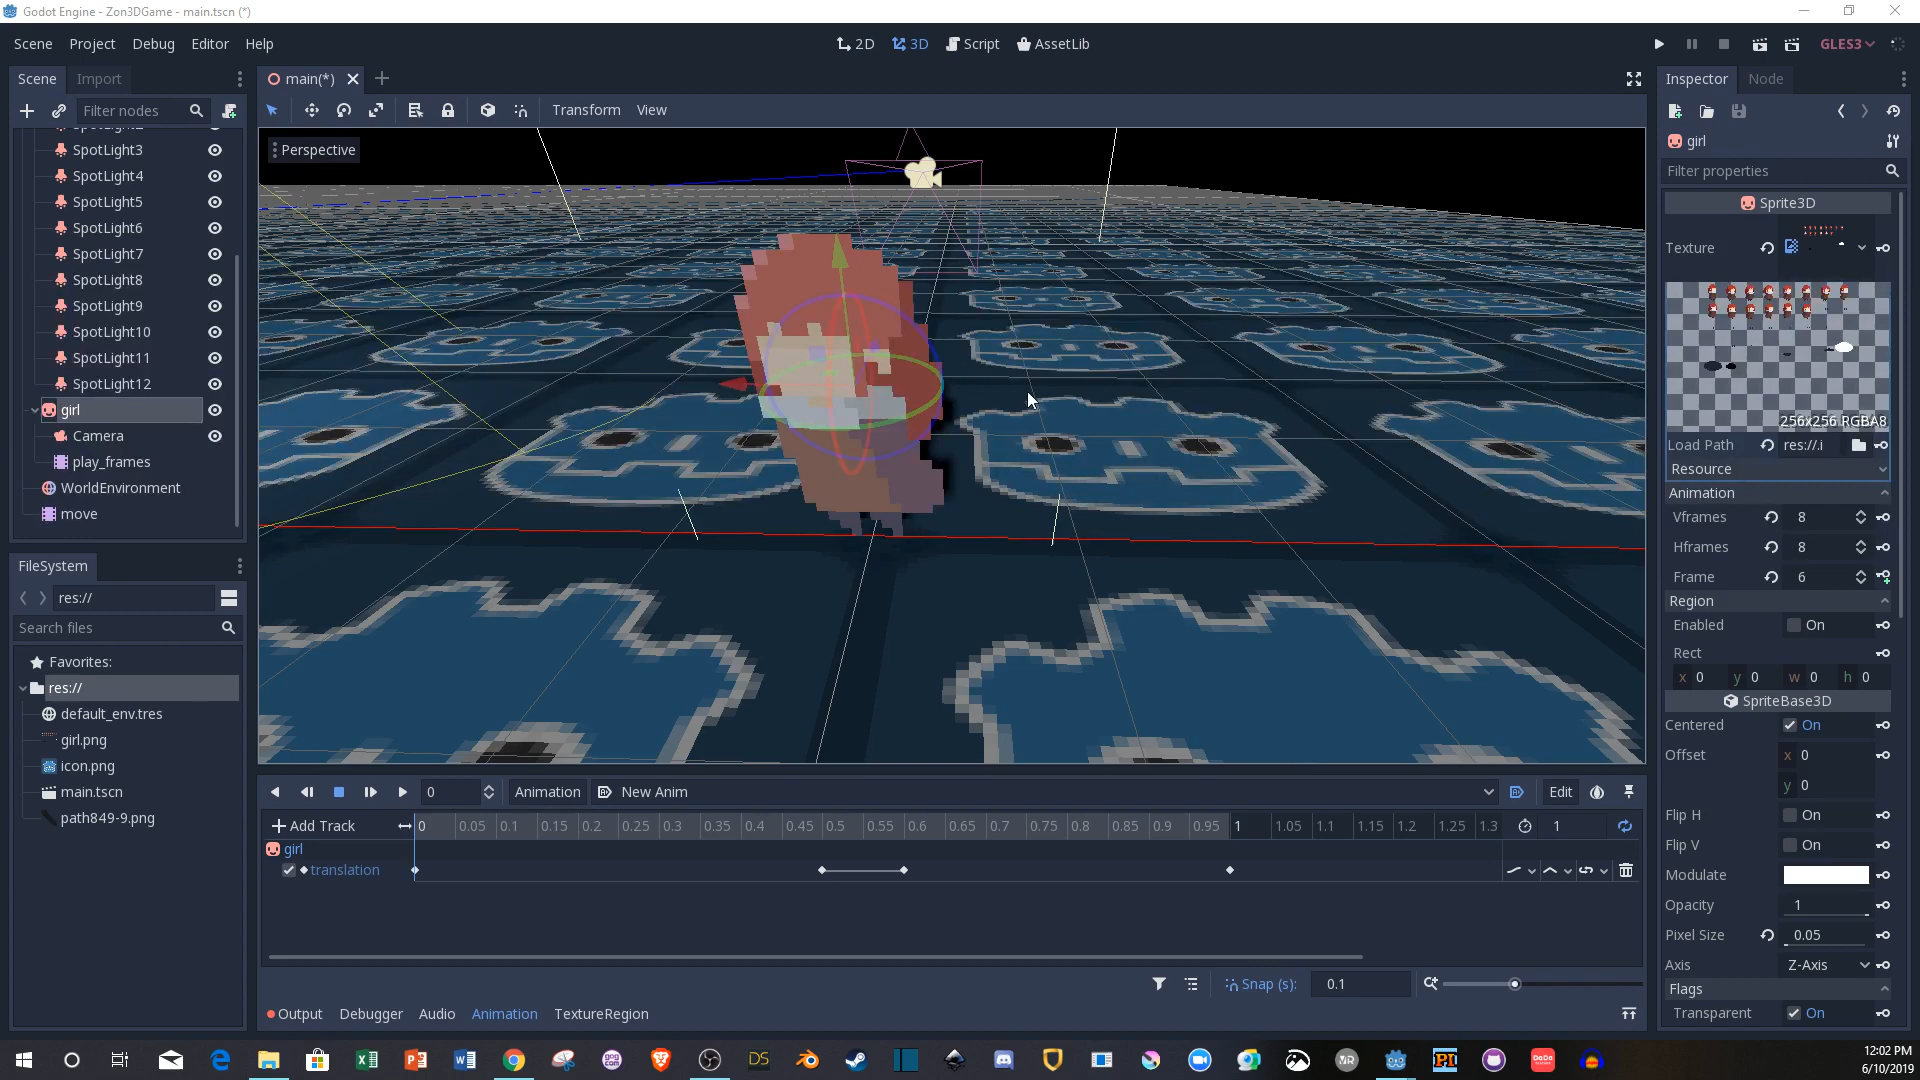 Godot Engine - Zon3DGame - main.tscn (*)
Scene Project Debug Editor Help
2D 3D Script AssetLib
GLES3
Scene Import
main(*)
Inspector Node
Filter nodes
Transform View
SpotLight2
SpotLight3
SpotLight4
SpotLight5
SpotLight6
SpotLight7
SpotLight8
SpotLight9
SpotLight10
SpotLight11
SpotLight12
girl
Camera
play_frames
WorldEnvironment
move
Perspective
FileSystem
res://
Search files
Favorites:
res://
default_env.tres
girl.png
icon.png
main.tscn
path849-9.png
0
Animation
New Anim
Edit
Add Track
0 0.05 0.1 0.15 0.2 0.25 0.3 0.35 0.4 0.45 0.5 0.55 0.6 0.65 0.7 0.75 0.8 0.85 0.9 0.95 1 1.05 1.1 1.15 1.2 1.25 1.3
1
girl
translation
Snap (s): 0.1
Output Debugger Audio Animation TextureRegion
girl
Filter properties
Sprite3D
Texture
256x256 RGBA8
Load Path res://.i
Resource
Animation
Vframes 8
Hframes 8
Frame 6
Region
Enabled On
Rect
x 0 y 0 w 0 h 0
SpriteBase3D
Centered On
Offset x 0
y 0
Flip H On
Flip V On
Modulate
Opacity 1
Pixel Size 0.05
Axis Z-Axis
Flags
Transparent On
12:02 PM
6/10/2019